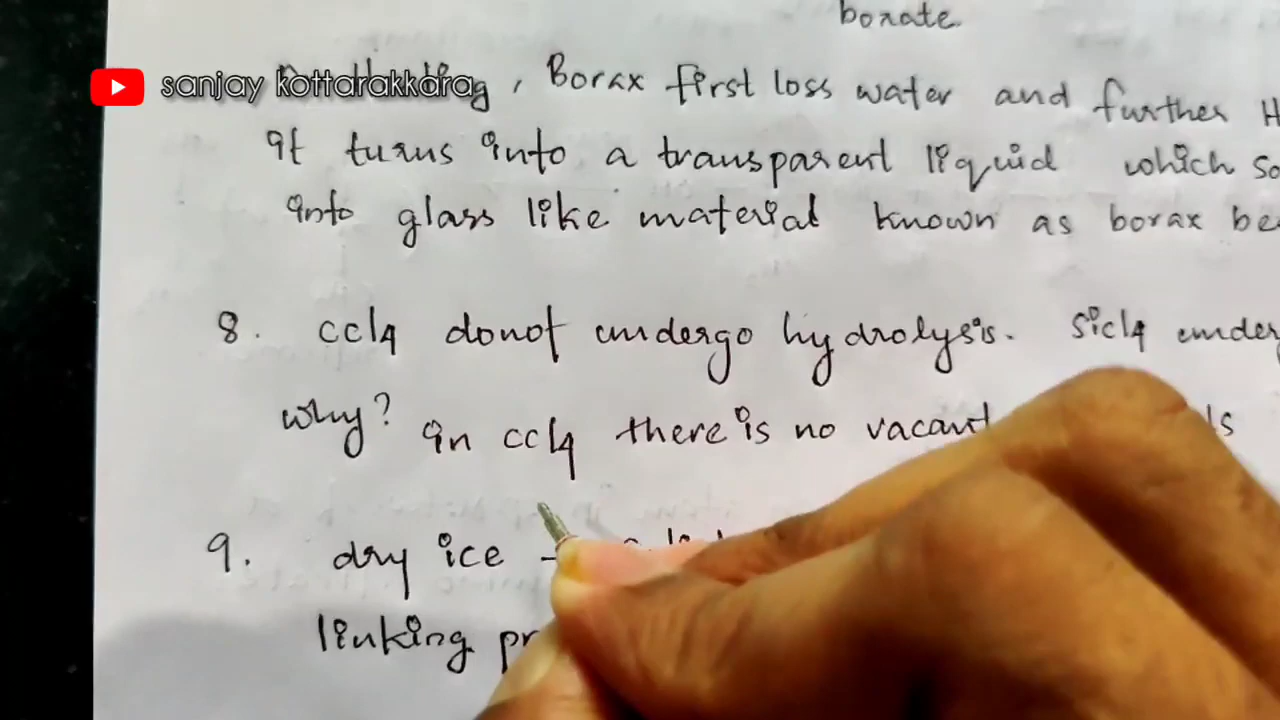 borate
sanjay kottarakkara
, Borax first loss water and further H
it turns into a transparent liquid which so
into glass like material known as borax be
8. ccl4 donot undergo hydrolysis. Sicl4 under
why? in ccl4 there is no vacant
9. dry ice
linking pr